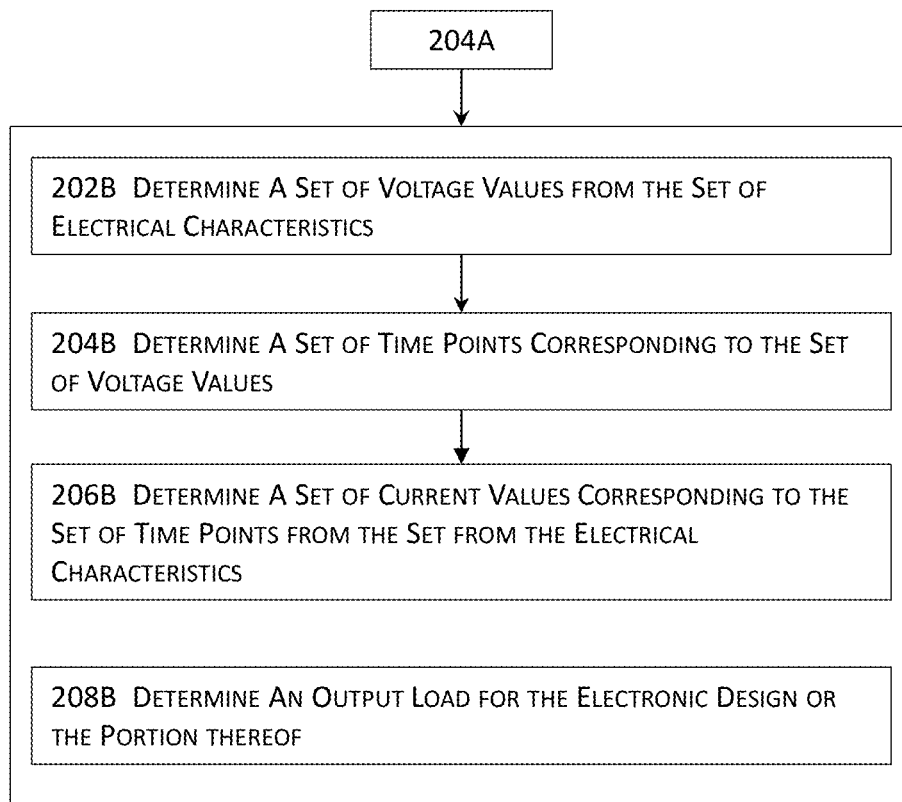 204A
202B DETERMINE A SET OF VOLTAGE VALUES FROM THE SET OF
ELECTRICAL CHARACTERISTICS
204B DETERMINE A SET OF TIME POINTS CORRESPONDING TO THE SET
OF VOLTAGE VALUES
206B DETERMINE A SET OF CURRENT VALUES CORRESPONDING TO THE
SET OF TIME POINTS FROM THE SET FROM THE ELECTRICAL
CHARACTERISTICS
208B DETERMINE AN OUTPUT LOAD FOR THE ELECTRONIC DESIGN OR
THE PORTION THEREOF